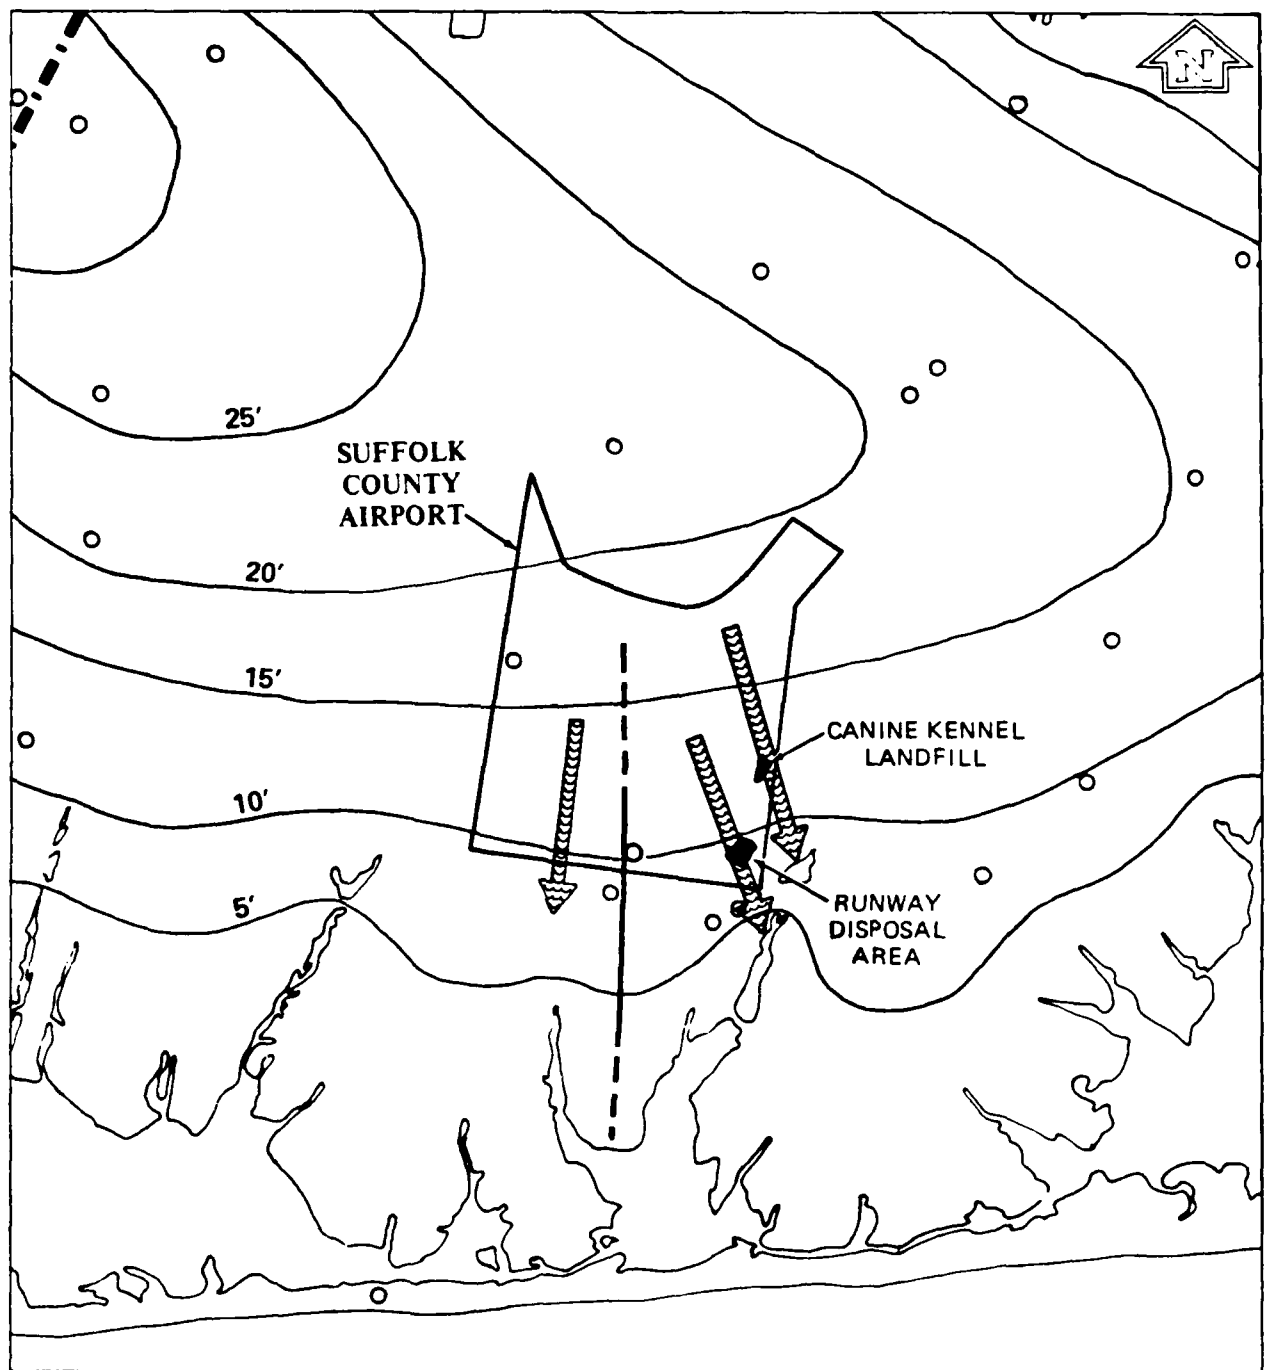 N
25′
SUFFOLK
COUNTY
AIRPORT
20′
15′
CANINE KENNEL
LANDFILL
10′
RUNWAY
DISPOSAL
AREA
5′